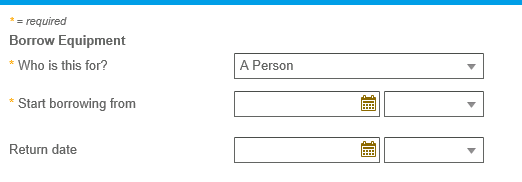 * = required
Borrow Equipment
* Who is this for? A Person
* Start borrowing from
Return date